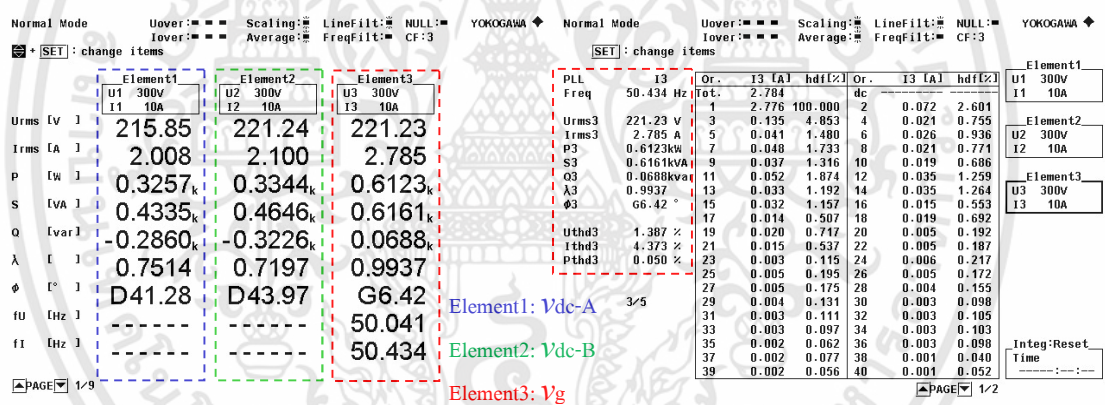 Normal Mode Uover: Scaling: LineFilt: NULL: YOKOGAWA
Iover: Average: FreqFilt: CF:3
+ SET : change items
Element1 Element2 Element3
U1 300V U2 300V U3 300V
I1 10A I2 10A I3 10A
Urms [V ] 215.85 221.24 221.23
Irms [A ] 2.008 2.100 2.785
P [W ] 0.3257k 0.3344k 0.6123k
S [VA ] 0.4335k 0.4646k 0.6161k
Q [var] -0.2860k -0.3226k 0.0688k
λ [ ] 0.7514 0.7197 0.9937
ϕ [° ] D41.28 D43.97 G6.42
fU [Hz ] ------ ------ 50.041
fI [Hz ] ------ ------ 50.434
▲PAGE▼ 1/9
Element1: Vdc-A
Element2: Vdc-B
Element3: Vg
Normal Mode Uover: Scaling: LineFilt: NULL: YOKOGAWA
Iover: Average: FreqFilt: CF:3
SET : change items
PLL I3
Freq 50.434 Hz
Urms3 221.23 V
Irms3 2.785 A
P3 0.6123kW
S3 0.6161kVA
Q3 0.0688kvar
λ3 0.9937
ϕ3 G6.42 °
Uthd3 1.387 %
Ithd3 4.373 %
Pthd3 0.050 %
3/5
Or. I3 [A] hdf[%] Or. I3 [A] hdf[%]
Tot. 2.784 dc ------- -------
1 2.776 100.000 2 0.072 2.601
3 0.135 4.853 4 0.021 0.755
5 0.041 1.480 6 0.026 0.936
7 0.048 1.733 8 0.021 0.771
9 0.037 1.316 10 0.019 0.686
11 0.052 1.874 12 0.035 1.259
13 0.033 1.192 14 0.035 1.264
15 0.032 1.157 16 0.015 0.553
17 0.014 0.507 18 0.019 0.692
19 0.020 0.717 20 0.005 0.192
21 0.015 0.537 22 0.005 0.187
23 0.003 0.115 24 0.006 0.217
25 0.005 0.195 26 0.005 0.172
27 0.005 0.175 28 0.004 0.155
29 0.004 0.131 30 0.003 0.098
31 0.003 0.111 32 0.003 0.105
33 0.003 0.097 34 0.003 0.103
35 0.002 0.062 36 0.003 0.098
37 0.002 0.077 38 0.001 0.040
39 0.002 0.056 40 0.001 0.052
▲PAGE▼ 1/2
Element1
U1 300V
I1 10A
Element2
U2 300V
I2 10A
Element3
U3 300V
I3 10A
Integ:Reset
Time
-----:--:--